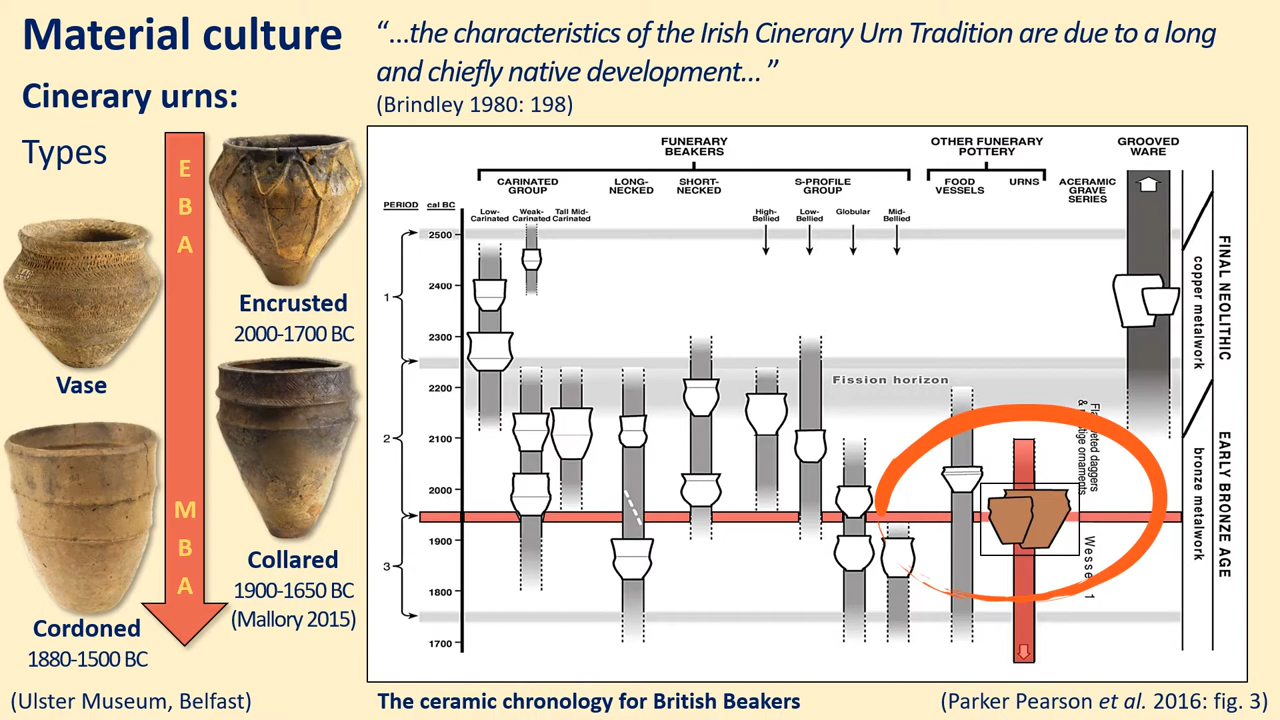 Material culture
Cinerary urns:
Types
“…the characteristics of the Irish Cinerary Urn Tradition are due to a long
and chiefly native development…”
(Brindley 1980: 198)
E
B
A
M
B
A
Encrusted
2000-1700 BC
Vase
Collared
1900-1650 BC
(Mallory 2015)
Cordoned
1880-1500 BC
(Ulster Museum, Belfast)
FUNERARY
BEAKERS
OTHER FUNERARY
POTTERY
GROOVED
WARE
CARINATED
GROUP
LONG-
NECKED
SHORT-
NECKED
S-PROFILE
GROUP
FOOD
VESSELS
URNS
ACERAMIC
GRAVE
SERIES
PERIOD
cal BC
Low-
Carinated
Weak-
Carinated
Tall Mid-
Carinated
High-
Bellied
Low-
Bellied
Globular
Mid-
Bellied
2500
2400
2300
2200
2100
2000
1900
1800
1700
1
2
3
Fission horizon
daggers
& ornaments
1
copper metalwork
FINAL NEOLITHIC
bronze metalwork
EARLY BRONZE AGE
The ceramic chronology for British Beakers
(Parker Pearson et al. 2016: fig. 3)